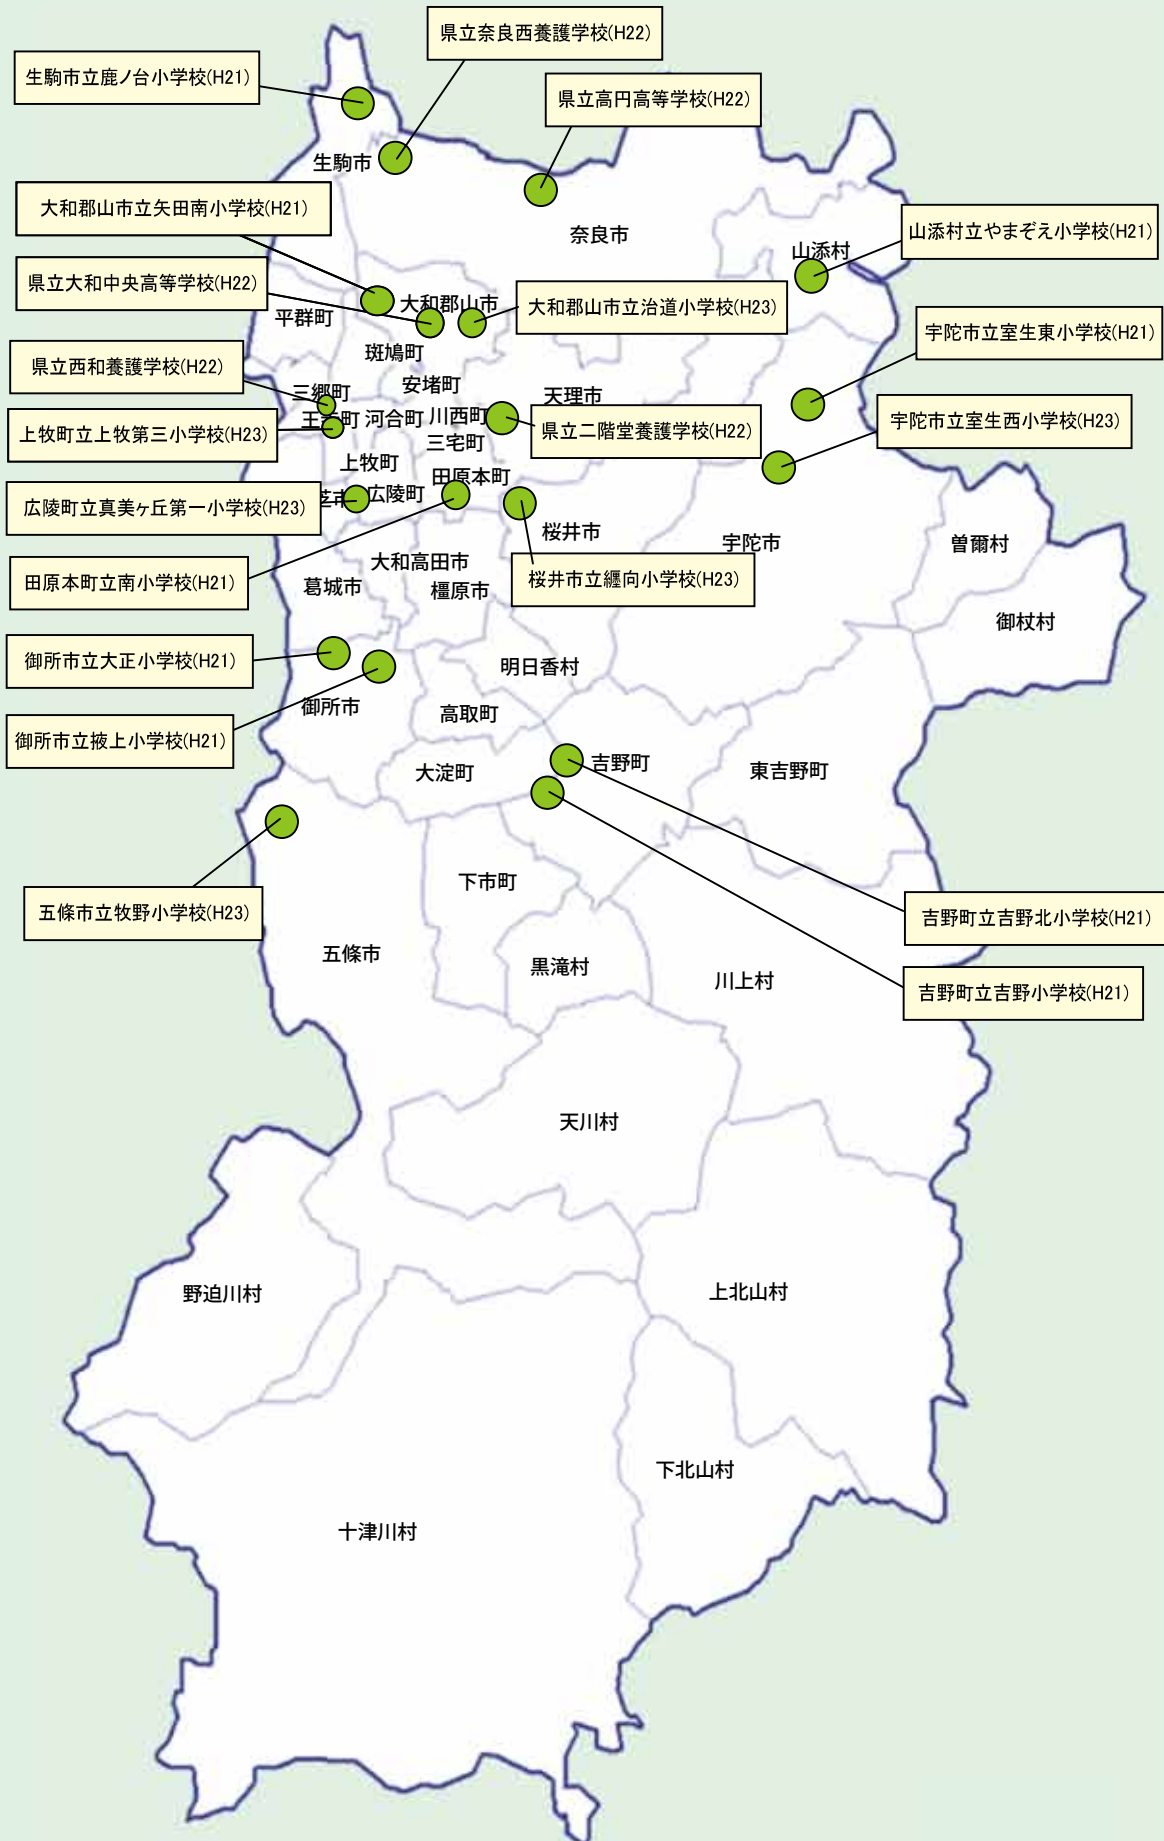 県立奈良西養護学校(H22)
生駒市立鹿ノ台小学校(H21)
県立高円高等学校(H22)
生駒市
大和郡山市立矢田南小学校(H21)
奈良市
山添村立やまぞえ小学校(H21)
山添村
県立大和中央高等学校(H22)
大和郡山市
大和郡山市立治道小学校(H23)
平群町
宇陀市立室生東小学校(H21)
斑鳩町
県立西和養護学校(H22)
安堵町
三郷町
天理市
王寺町
河合町
川西町
宇陀市立室生西小学校(H23)
上牧町立上牧第三小学校(H23)
県立二階堂養護学校(H22)
三宅町
上牧町
田原本町
広陵町
芝市
広陵町立真美ヶ丘第一小学校(H23)
桜井市
宇陀市
曽爾村
大和高田市
田原本町立南小学校(H21)
葛城市
橿原市
桜井市立纒向小学校(H23)
御杖村
御所市立大正小学校(H21)
明日香村
御所市
高取町
御所市立掖上小学校(H21)
大淀町
吉野町
東吉野町
下市町
五條市立牧野小学校(H23)
吉野町立吉野北小学校(H21)
五條市
黒滝村
川上村
吉野町立吉野小学校(H21)
天川村
野迫川村
上北山村
下北山村
十津川村